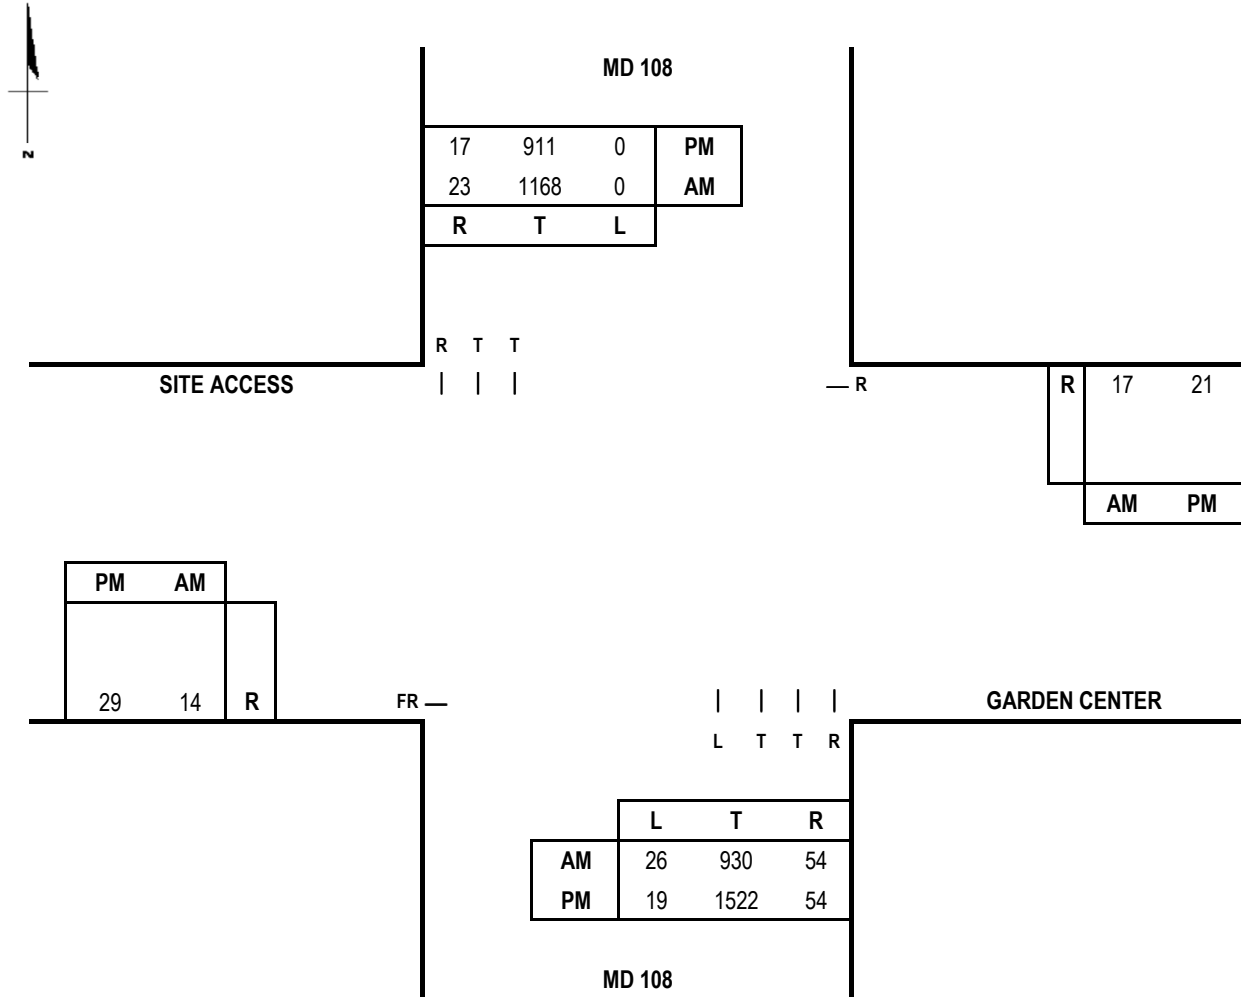 MD 108
17 911 0 PM
23 1168 0 AM
R T L
R T T
SITE ACCESS
R
R 17 21
AM PM
N
PM AM
29 14 R
FR
GARDEN CENTER
L T T R
L T R
AM 26 930 54
PM 19 1522 54
MD 108